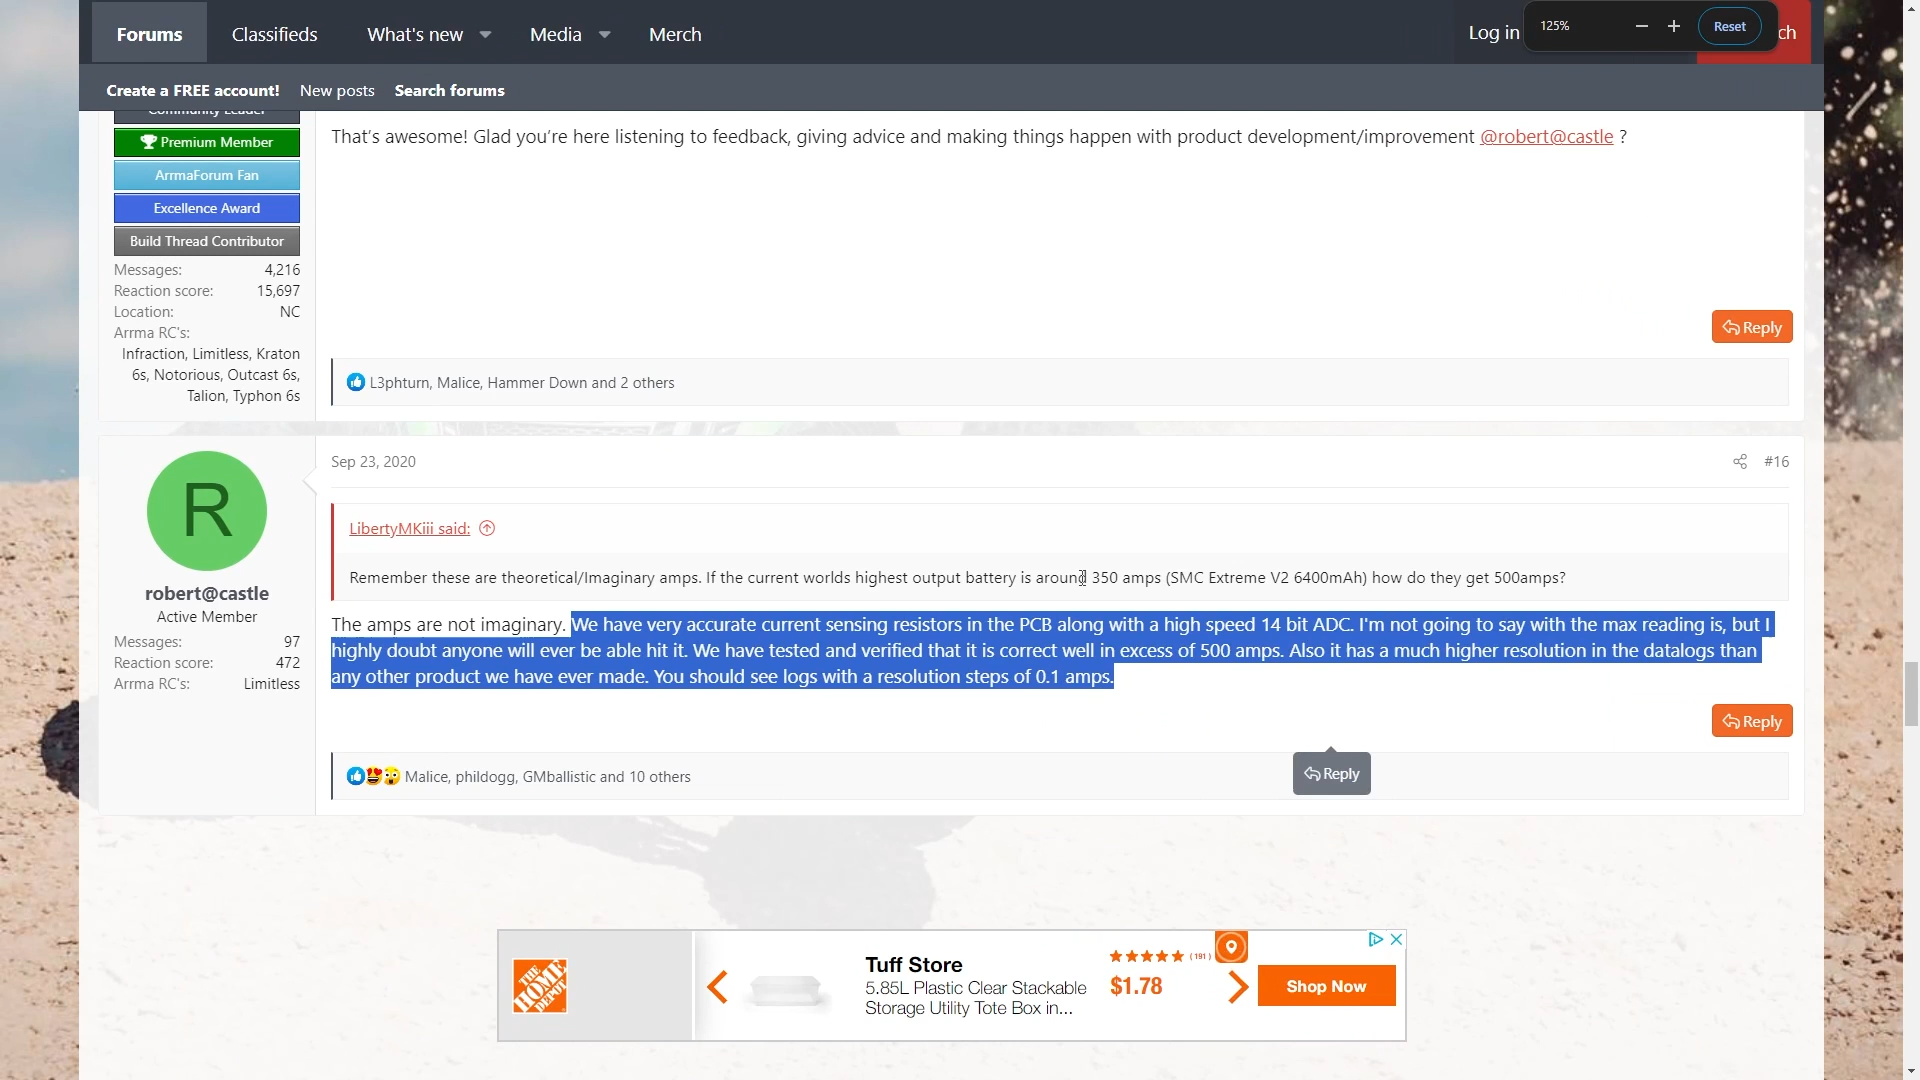 Forums
Classifieds
What's new
Media
Merch
Log in
ch
125%
Reset
Create a FREE account!
New posts
Search forums
Community Leader
Premium Member
ArrmaForum Fan
Excellence Award
Build Thread Contributor
Messages: 4,216
Reaction score: 15,697
Location: NC
Arrma RC's:
Infraction, Limitless, Kraton
6s, Notorious, Outcast 6s,
Talion, Typhon 6s
That's awesome! Glad you're here listening to feedback, giving advice and making things happen with product development/improvement @robert@castle ?
Reply
L3phturn, Malice, Hammer Down and 2 others
R
robert@castle
Active Member
Messages: 97
Reaction score: 472
Arrma RC's: Limitless
Sep 23, 2020
#16
LibertyMKiii said:
Remember these are theoretical/Imaginary amps. If the current worlds highest output battery is around 350 amps (SMC Extreme V2 6400mAh) how do they get 500amps?
The amps are not imaginary. We have very accurate current sensing resistors in the PCB along with a high speed 14 bit ADC. I'm not going to say with the max reading is, but I
highly doubt anyone will ever be able hit it. We have tested and verified that it is correct well in excess of 500 amps. Also it has a much higher resolution in the datalogs than
any other product we have ever made. You should see logs with a resolution steps of 0.1 amps.
Reply
Reply
Malice, phildogg, GMballistic and 10 others
THE HOME DEPOT
Tuff Store
5.85L Plastic Clear Stackable
Storage Utility Tote Box in...
(191)
$1.78
Shop Now